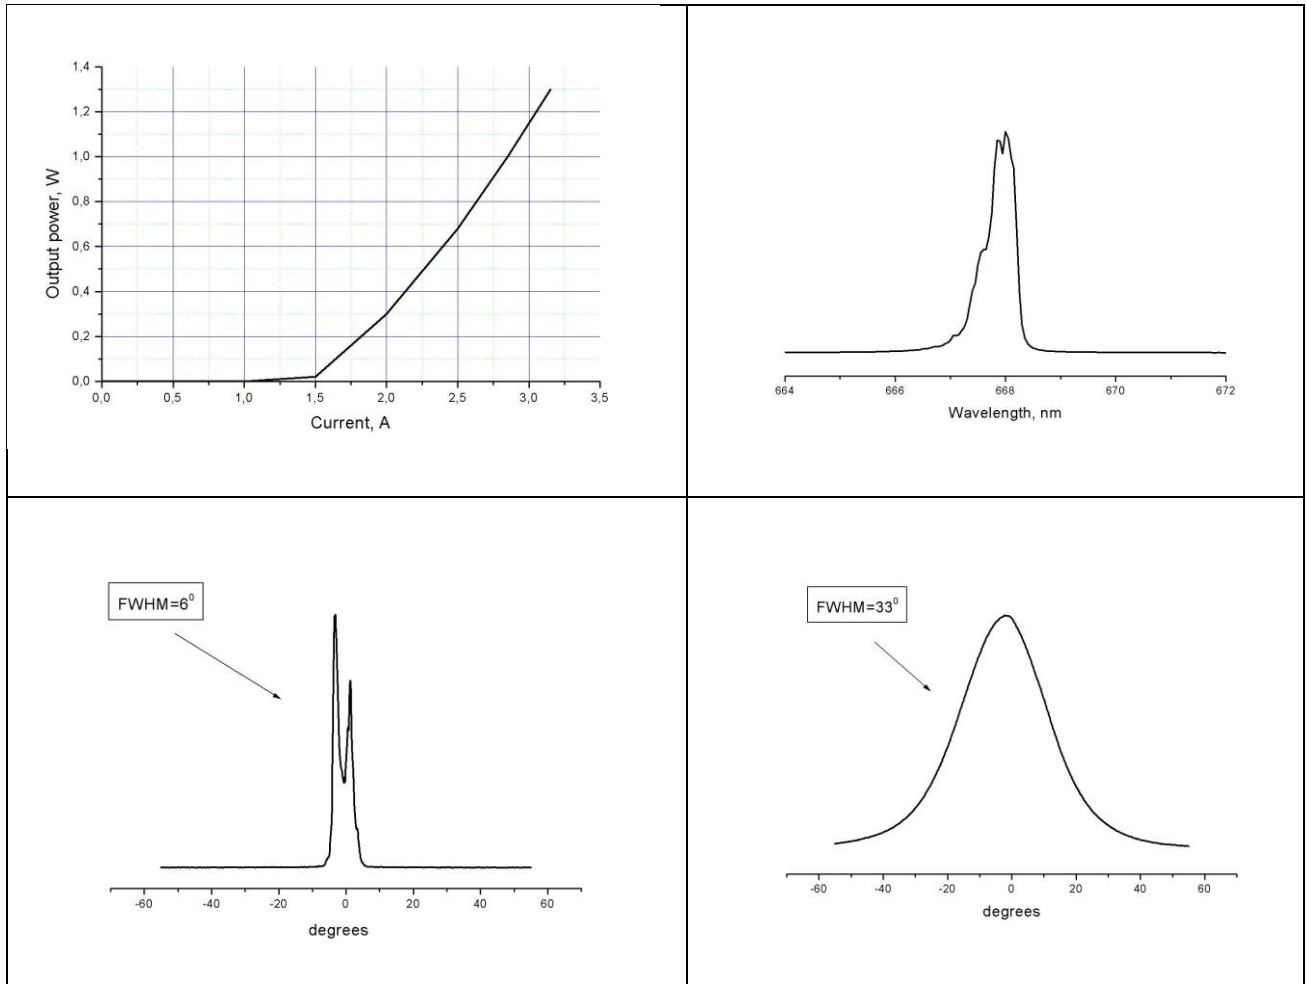 1,4
1,2
1,0
0,8
0,6
0,4
0,2
0,0
Output power, W
0,0 0,5 1,0 1,5 2,0 2,5 3,0 3,5
Current, A
664 666 668 670 672
Wavelength, nm
FWHM=6⁰
-60 -40 -20 0 20 40 60
degrees
FWHM=33⁰
-60 -40 -20 0 20 40 60
degrees